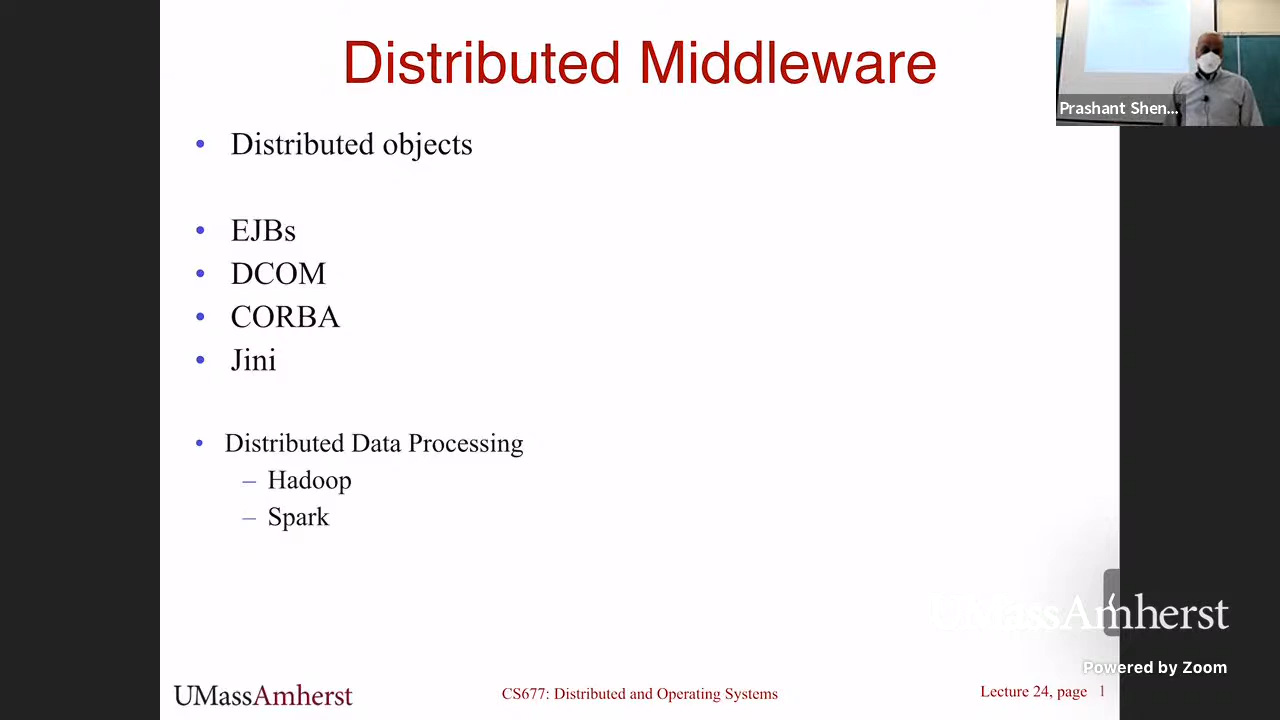 Distributed Middleware
Prashant Shen...
• Distributed objects
• EJBs
• DCOM
• CORBA
• Jini
• Distributed Data Processing
– Hadoop
– Spark
UMassAmherst
Powered by Zoom
UMassAmherst
CS677: Distributed and Operating Systems
Lecture 24, page 1